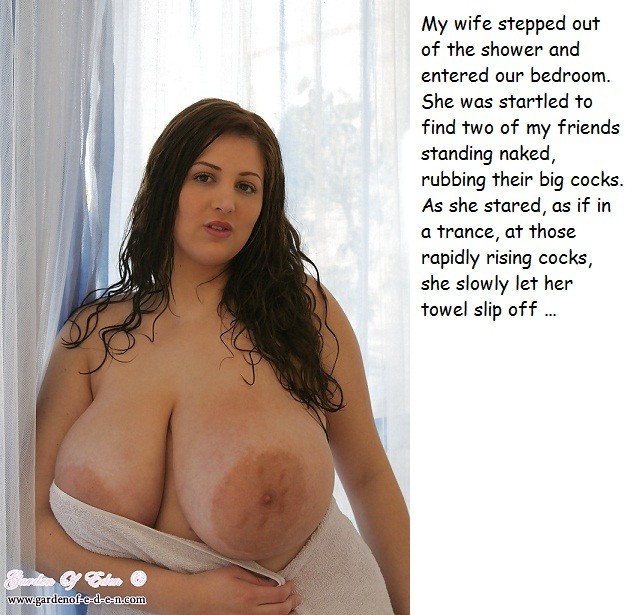 My wife stepped out
of the shower and
entered our bedroom.
She was startled to
find two of my friends
standing naked,
rubbing their big cocks.
As she stared, as if in
a trance, at those
rapidly rising cocks,
she slowly let her
towel slip off ...
Garden Of Eden ©
www.gardenof-e-d-e-n.com